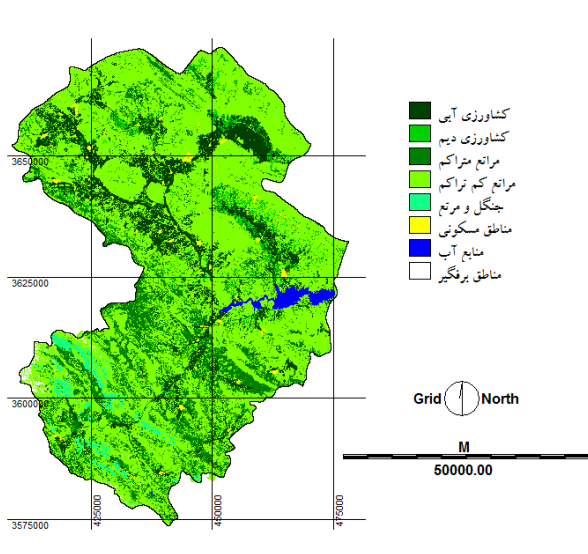 کشاورزی آبی
کشاورزی دیم
مراتع متراکم
مراتع کم تراکم
جنگل و مرتع
مناطق مسکونی
منابع آب
مناطق برفگیر
3650000
3625000
3600000
3575000
425000
450000
475000
Grid North
M
50000.00